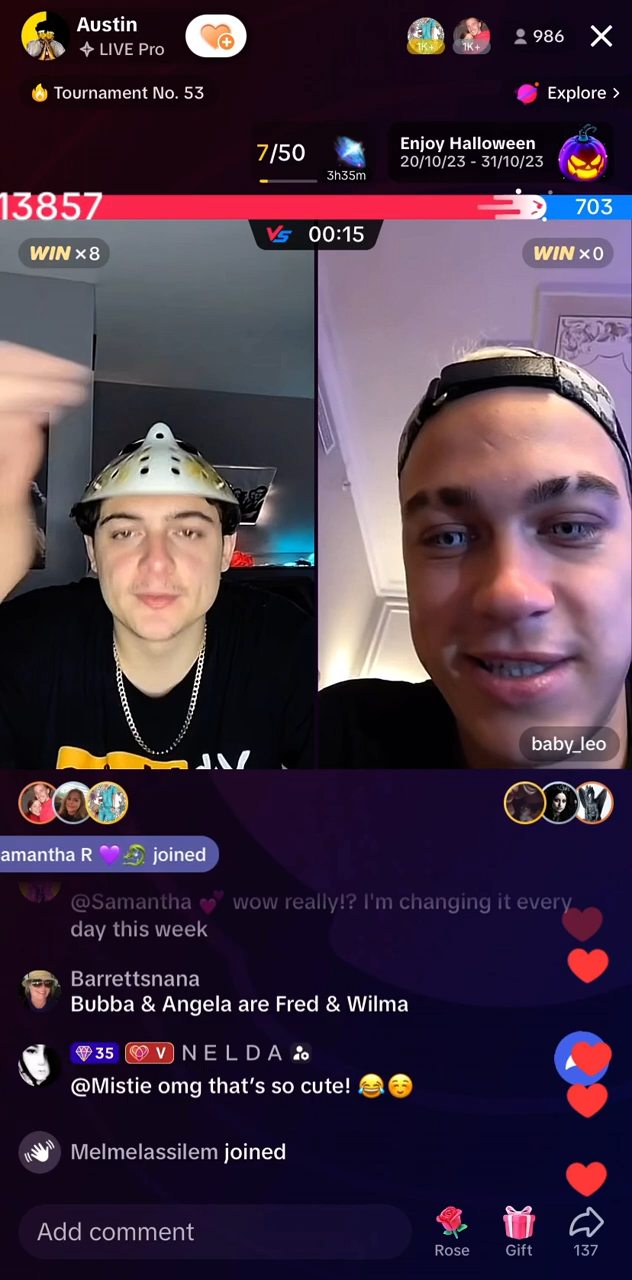 Austin
LIVE Pro
1K+
1K+
986
Tournament No. 53
Explore >
7/50
3h35m
Enjoy Halloween
20/10/23 - 31/10/23
13857
703
VS 00:15
WIN ×8
WIN ×0
baby_leo
amantha R 💜🐉 joined
@Samantha 💕 wow really!? I'm changing it every
day this week
Barrettsnana
Bubba & Angela are Fred & Wilma
35 V N E L D A
@Mistie omg that's so cute! 😂☺️
Melmelassilem joined
Add comment
Rose
Gift
137